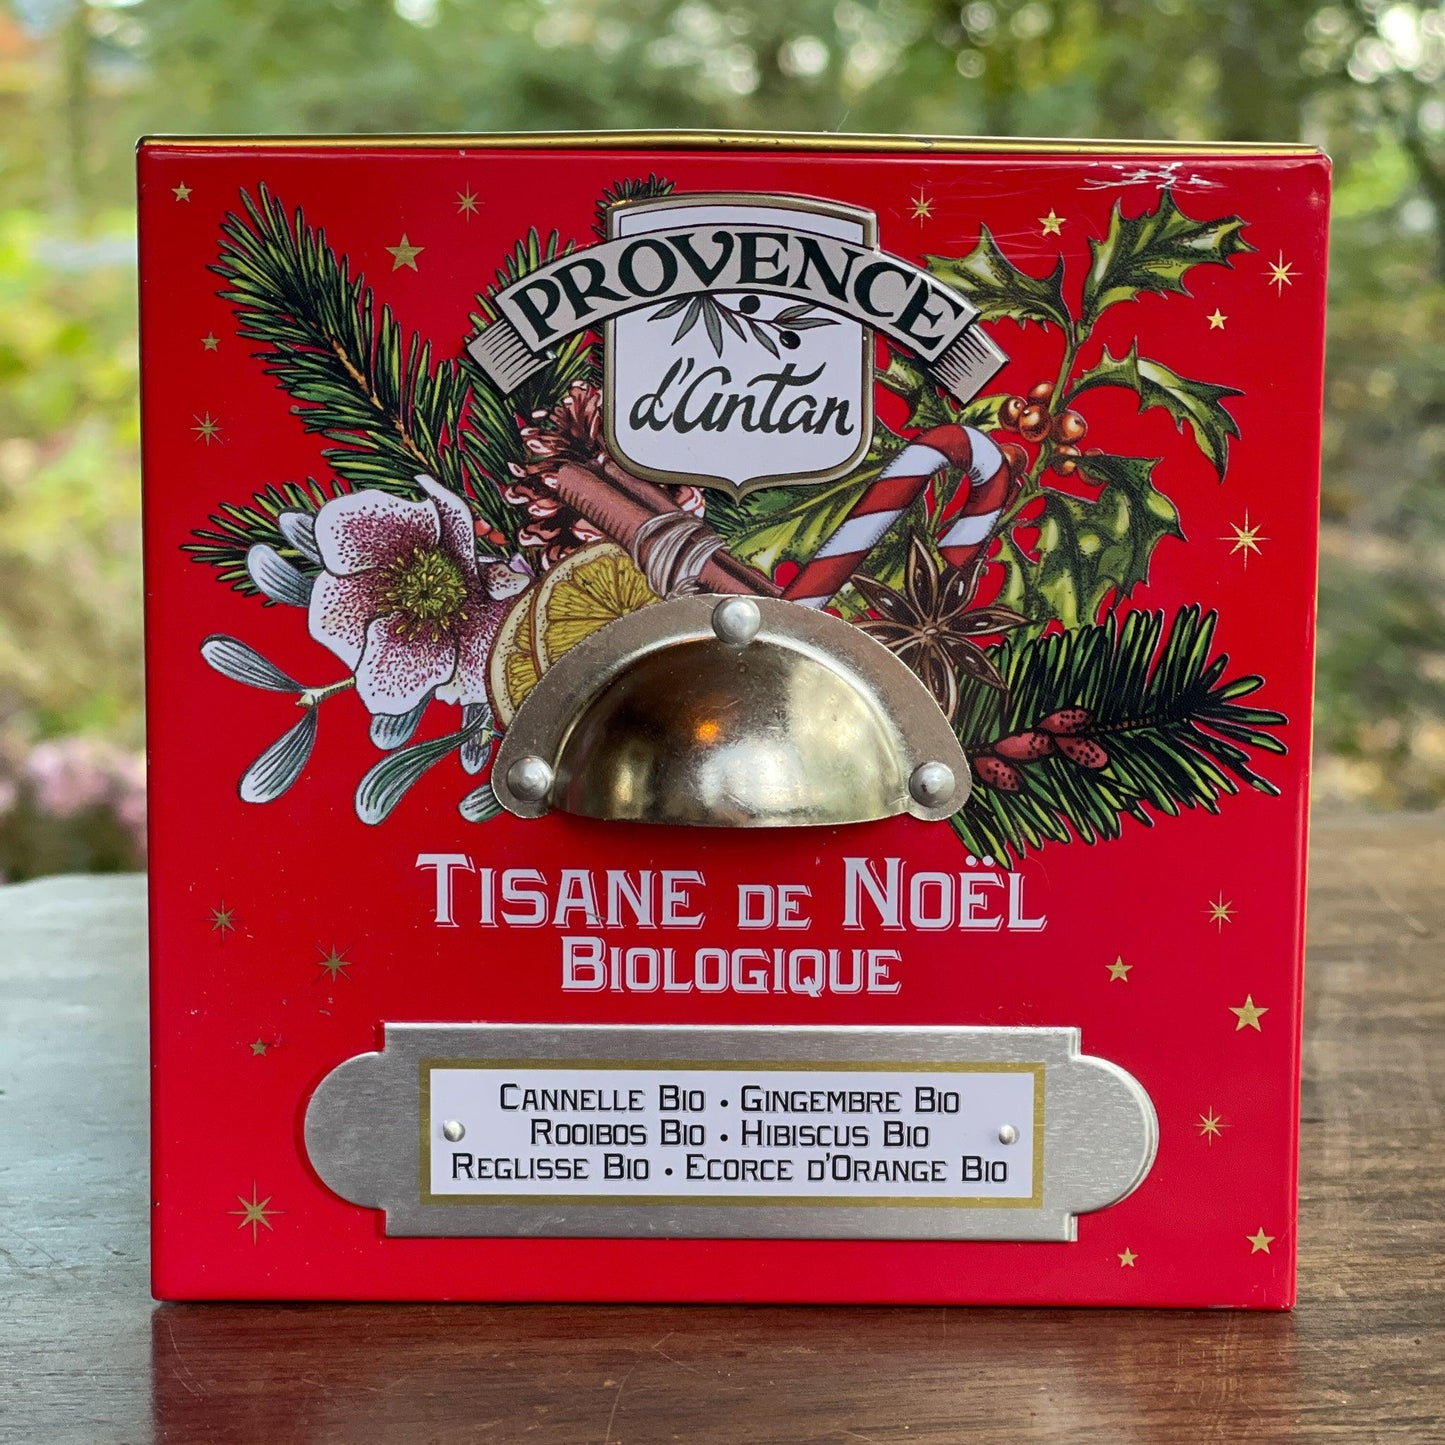 PROVENCE
d'antan
TISANE DE NOËL
BIOLOGIQUE
CANNELLE BIO • GINGEMBRE BIO
ROOIBOS BIO • HIBISCUS BIO
REGLISSE BIO • ECORCE D'ORANGE BIO